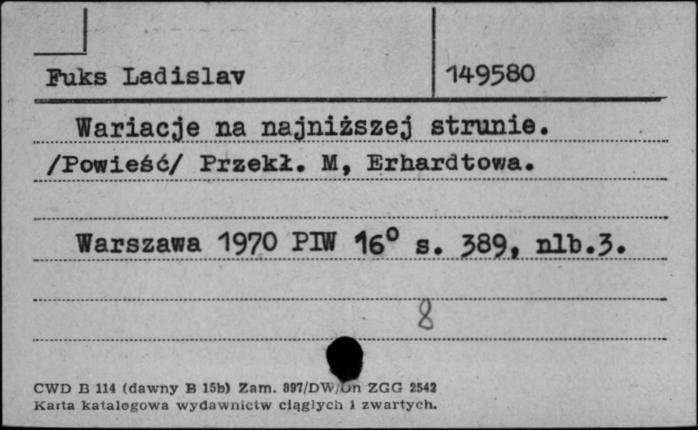 Fuks Ladislav 149580
Wariacje na najniższej strunie.
/Powieść/ Przekł. M, Erhardtowa.
Warszawa 1970 PIW 16° s. 389, nlb.3.
8
CWD B 114 (dawny B 15b) Zam. 897/DW/Un ZGG 2542
Karta katalogowa wydawnictw ciągłych i zwartych.